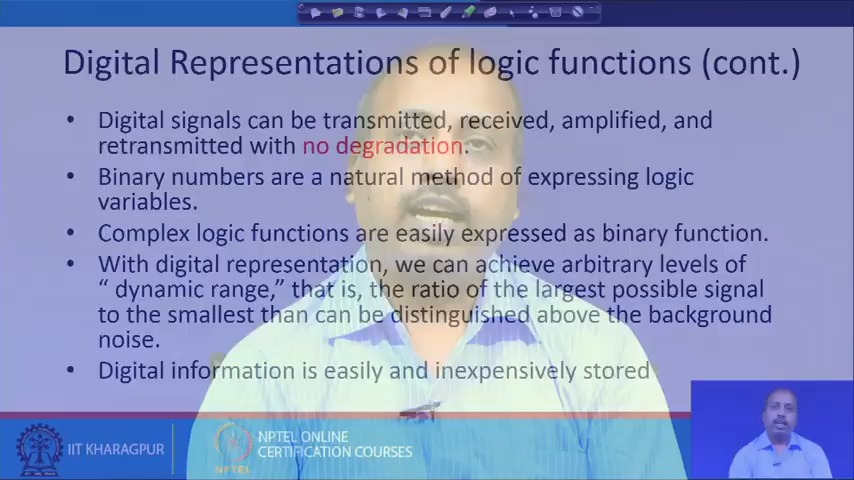 Digital Representations of logic functions (cont.)
• Digital signals can be transmitted, received, amplified, and
retransmitted with no degradation.
• Binary numbers are a natural method of expressing logic
variables.
• Complex logic functions are easily expressed as binary function.
• With digital representation, we can achieve arbitrary levels of
“ dynamic range,” that is, the ratio of the largest possible signal
to the smallest than can be distinguished above the background
noise.
• Digital information is easily and inexpensively stored
IIT KHARAGPUR
NPTEL
NPTEL ONLINE
CERTIFICATION COURSES